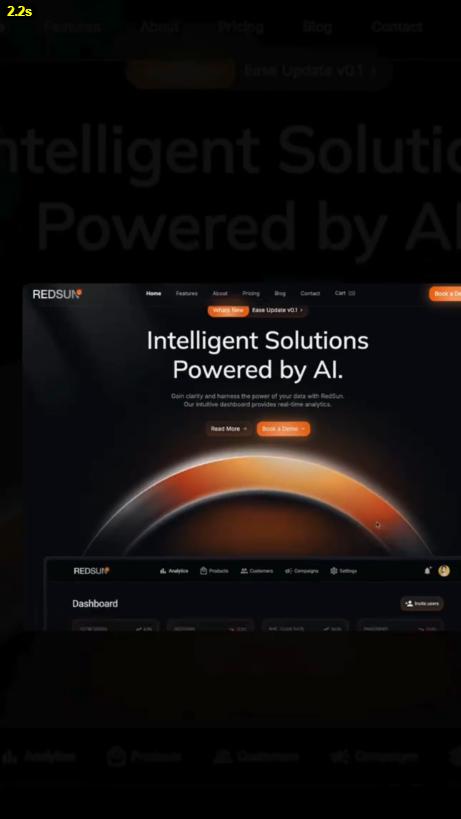 2.2s
Features About Pricing Blog Contact
Ease Update v0.1 ›
ntelligent Solutio
Powered by AI
REDSUN
Home Features About Pricing Blog Contact Cart
Whats New Ease Update v0.1 ›
Intelligent Solutions
Powered by AI.
Gain clarity and harness the power of your data with RedSun.
Our intuitive dashboard provides real-time analytics.
Read More → Book a Demo →
Book a De
REDSUN
Analytics Products Customers Campaigns Settings
Dashboard
Invite users
Analytics Products Customers Campaigns